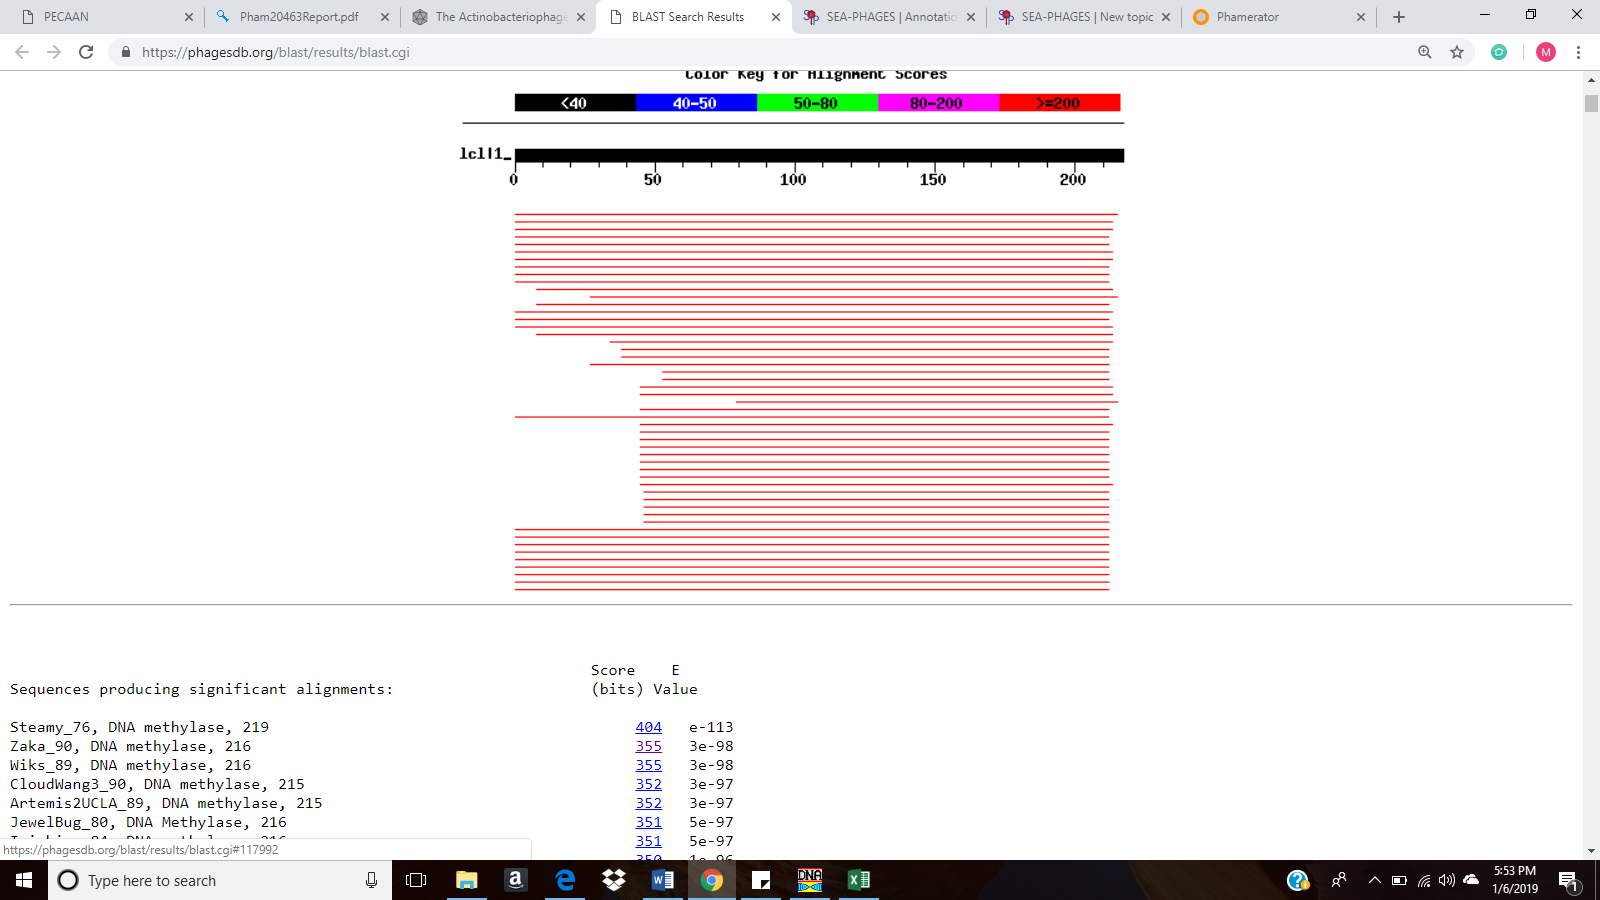 PECAAN
Pham20463Report.pdf
The Actinobacteriophage
BLAST Search Results
SEA-PHAGES | Annotatio
SEA-PHAGES | New topic
Phamerator
https://phagesdb.org/blast/results/blast.cgi
M
Color Key for Alignment Scores
<40 40-50 50-80 80-200 >=200
lcl|1_
0 50 100 150 200
Score E
Sequences producing significant alignments: (bits) Value
Steamy_76, DNA methylase, 219 404 e-113
Zaka_90, DNA methylase, 216 355 3e-98
Wiks_89, DNA methylase, 216 355 3e-98
CloudWang3_90, DNA methylase, 215 352 3e-97
Artemis2UCLA_89, DNA methylase, 215 352 3e-97
JewelBug_80, DNA Methylase, 216 351 5e-97
351 5e-97
350 1e-96
https://phagesdb.org/blast/results/blast.cgi#117992
Type here to search
DNA
5:53 PM
1/6/2019
1